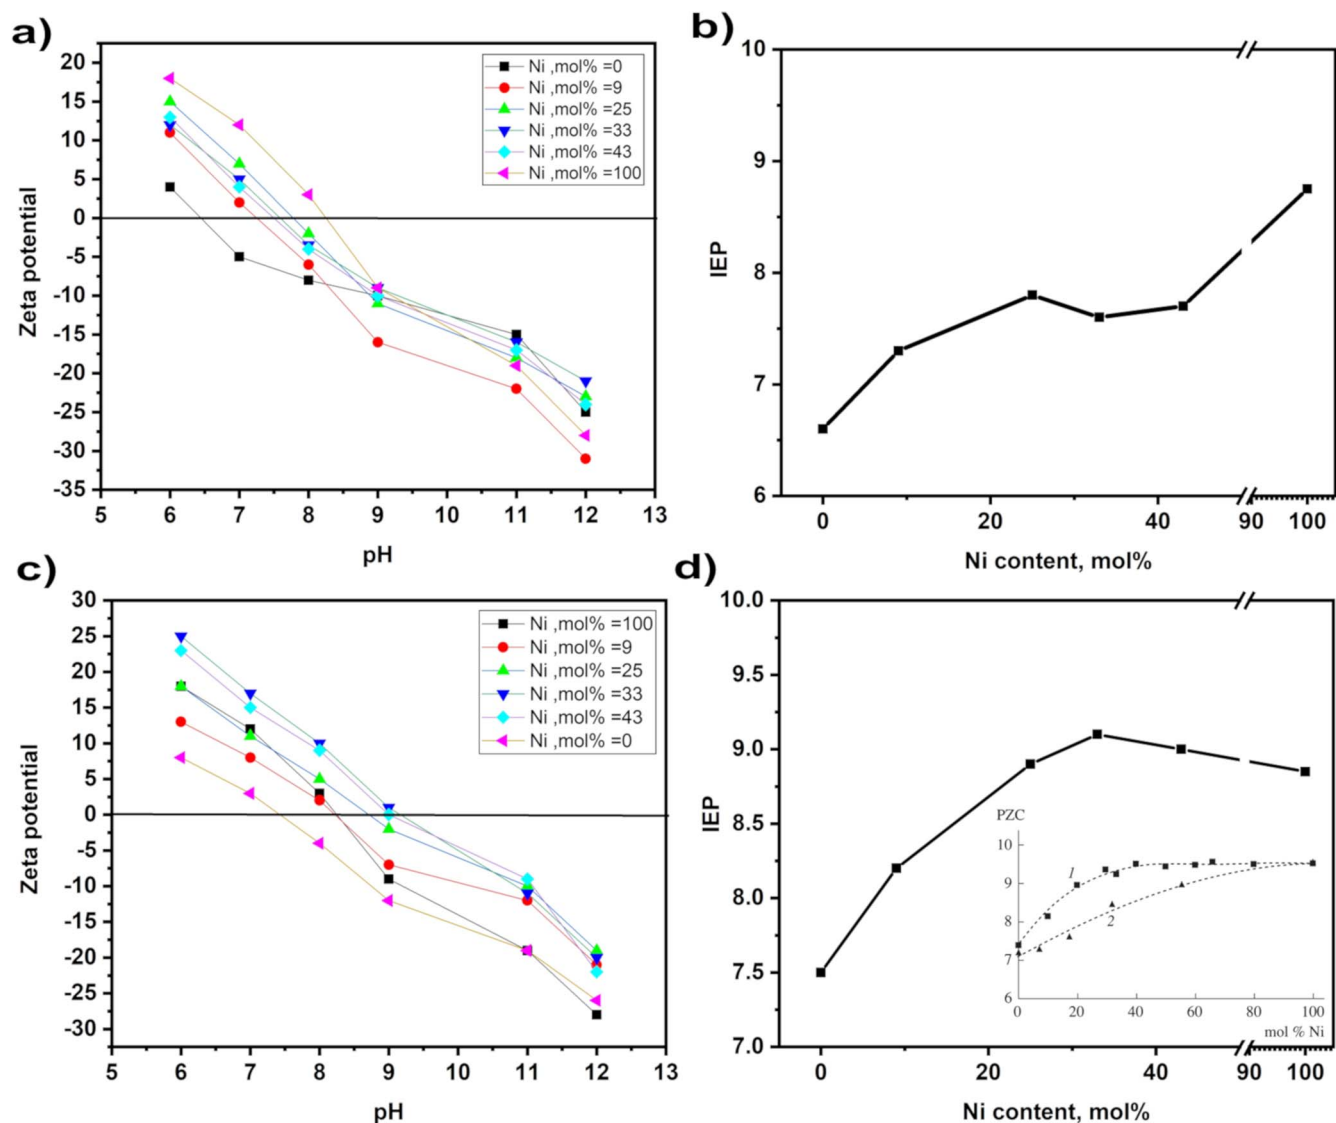 a)
20
15
10
5
0
-5
-10
-15
-20
-25
-30
-35
Zeta potential
5 6 7 8 9 10 11 12 13
pH
Ni ,mol% =0
Ni ,mol% =9
Ni ,mol% =25
Ni ,mol% =33
Ni ,mol% =43
Ni ,mol% =100
b)
10
9
8
7
6
IEP
0 20 40 90 100
Ni content, mol%
c)
30
25
20
15
10
5
0
-5
-10
-15
-20
-25
-30
Zeta potential
5 6 7 8 9 10 11 12 13
pH
Ni ,mol% =100
Ni ,mol% =9
Ni ,mol% =25
Ni ,mol% =33
Ni ,mol% =43
Ni ,mol% =0
d)
10.0
9.5
9.0
8.5
8.0
7.5
7.0
IEP
0 20 40 90 100
Ni content, mol%
PZC
10
9
8
7
6
1
2
0 20 40 60 80 100
mol % Ni